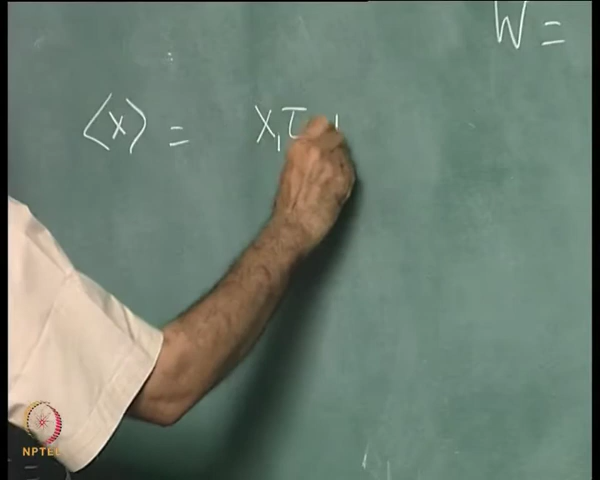 W =
⟨x⟩ = x₁τ
NPTEL